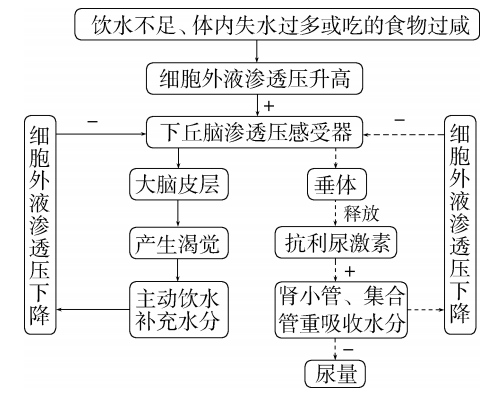 饮水不足、体内失水过多或吃的食物过咸
细胞外液渗透压升高
+
下丘脑渗透压感受器
−
−
细胞外液渗透压下降
大脑皮层
垂体
细胞外液渗透压下降
释放
产生渴觉
抗利尿激素
+
主动饮水
补充水分
肾小管、集合
管重吸收水分
−
尿量